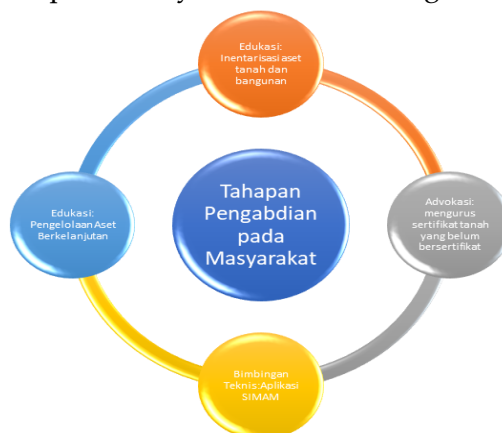 Edukasi:
Inentarisasi aset
tanah dan
bangunan
Tahapan
Pengabdian
pada
Masyarakat
Edukasi:
Pengelolaan Aset
Berkelanjutan
Advokasi:
mengurus
sertifikat tanah
yang belum
bersertifikat
Bimbingan
Teknis:Aplikasi
SIMAM